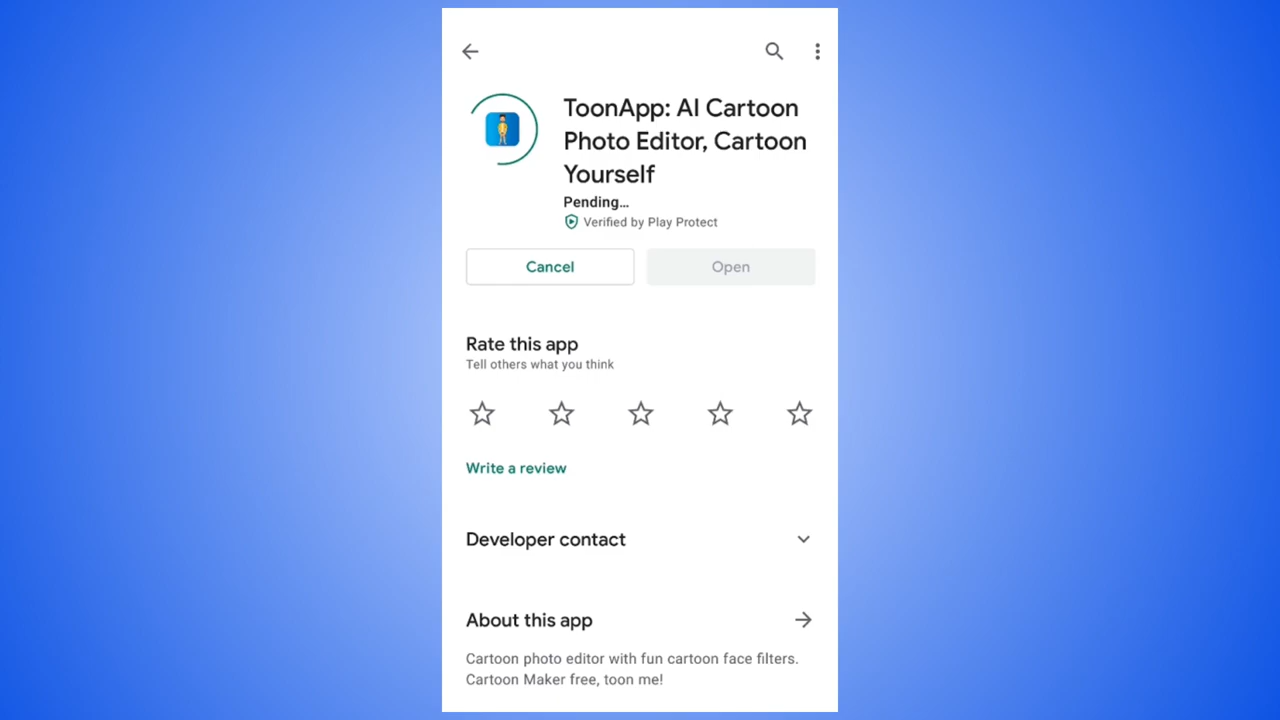 ToonApp: AI Cartoon
Photo Editor, Cartoon
Yourself
Pending...
Verified by Play Protect
Cancel
Open
Rate this app
Tell others what you think
Write a review
Developer contact
About this app
Cartoon photo editor with fun cartoon face filters.
Cartoon Maker free, toon me!